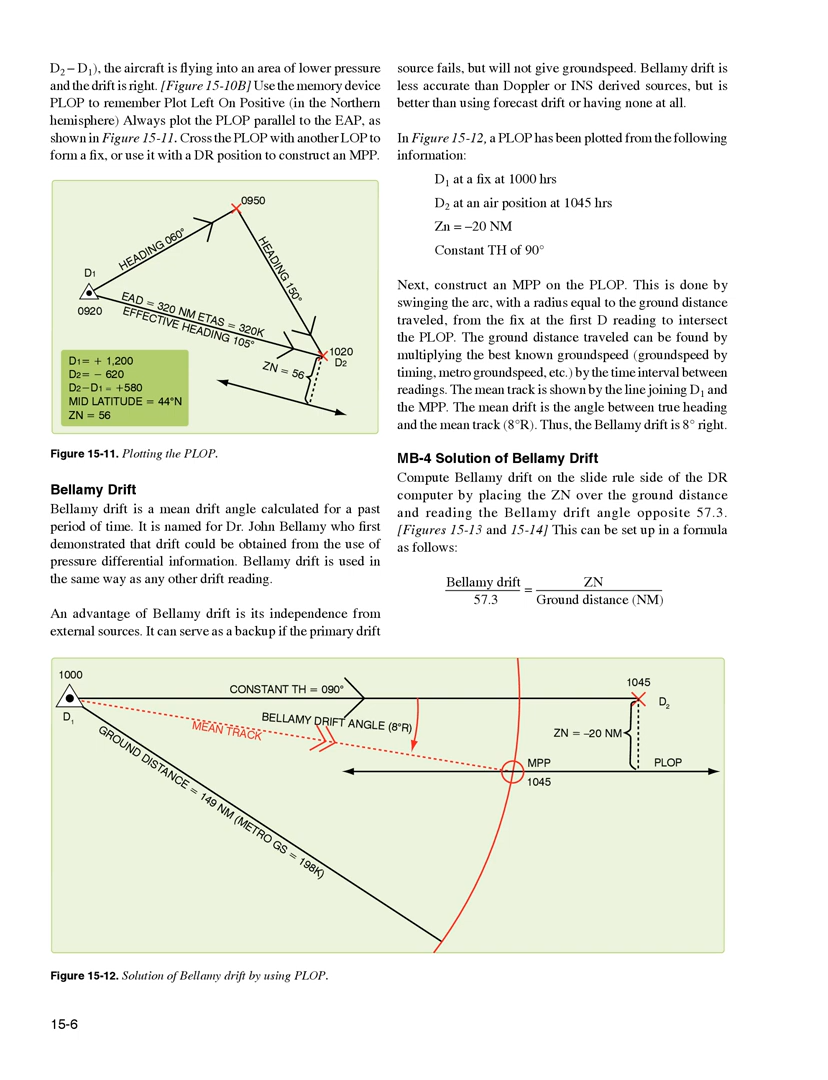 D₂ – D₁), the aircraft is flying into an area of lower pressure
and the drift is right. [Figure 15-10B] Use the memory device
PLOP to remember Plot Left On Positive (in the Northern
hemisphere) Always plot the PLOP parallel to the EAP, as
shown in Figure 15-11. Cross the PLOP with another LOP to
form a fix, or use it with a DR position to construct an MPP.
0950
HEADING 060°
HEADING 150°
D1
0920
EAD = 320 NM ETAS = 320K
EFFECTIVE HEADING 105°
1020
D2
ZN = 56
D1= + 1,200
D2= – 620
D2–D1 = +580
MID LATITUDE = 44°N
ZN = 56
Figure 15-11. Plotting the PLOP.
Bellamy Drift
Bellamy drift is a mean drift angle calculated for a past
period of time. It is named for Dr. John Bellamy who first
demonstrated that drift could be obtained from the use of
pressure differential information. Bellamy drift is used in
the same way as any other drift reading.
An advantage of Bellamy drift is its independence from
external sources. It can serve as a backup if the primary drift
source fails, but will not give groundspeed. Bellamy drift is
less accurate than Doppler or INS derived sources, but is
better than using forecast drift or having none at all.
In Figure 15-12, a PLOP has been plotted from the following
information:
D₁ at a fix at 1000 hrs
D₂ at an air position at 1045 hrs
Zn = –20 NM
Constant TH of 90°
Next, construct an MPP on the PLOP. This is done by
swinging the arc, with a radius equal to the ground distance
traveled, from the fix at the first D reading to intersect
the PLOP. The ground distance traveled can be found by
multiplying the best known groundspeed (groundspeed by
timing, metro groundspeed, etc.) by the time interval between
readings. The mean track is shown by the line joining D₁ and
the MPP. The mean drift is the angle between true heading
and the mean track (8°R). Thus, the Bellamy drift is 8° right.
MB-4 Solution of Bellamy Drift
Compute Bellamy drift on the slide rule side of the DR
computer by placing the ZN over the ground distance
and reading the Bellamy drift angle opposite 57.3.
[Figures 15-13 and 15-14] This can be set up in a formula
as follows:
Bellamy drift = ZN
57.3 Ground distance (NM)
1000
CONSTANT TH = 090°
1045
D₂
D₁
BELLAMY DRIFT ANGLE (8°R)
MEAN TRACK
ZN = –20 NM
GROUND DISTANCE = 149 NM (METRO GS = 198K)
MPP
PLOP
1045
Figure 15-12. Solution of Bellamy drift by using PLOP.
15-6